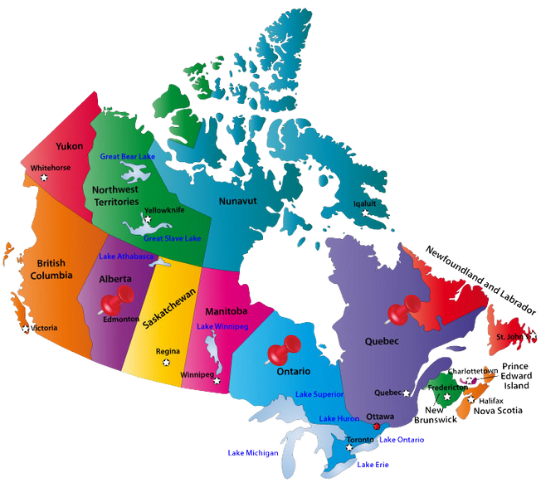 Yukon
Whitehorse
Great Bear Lake
Northwest
Territories
Yellowknife
Great Slave Lake
Nunavut
Iqaluit
British
Columbia
Victoria
Lake Athabasca
Alberta
Edmonton
Saskatchewan
Regina
Manitoba
Lake Winnipeg
Winnipeg
Ontario
Lake Superior
Lake Huron
Ottawa
Toronto
Lake Ontario
Lake Michigan
Lake Erie
Quebec
Quebec
Newfoundland and Labrador
St. John
Charlottetown
Prince
Edward
Island
Fredericton
Halifax
Nova Scotia
New
Brunswick